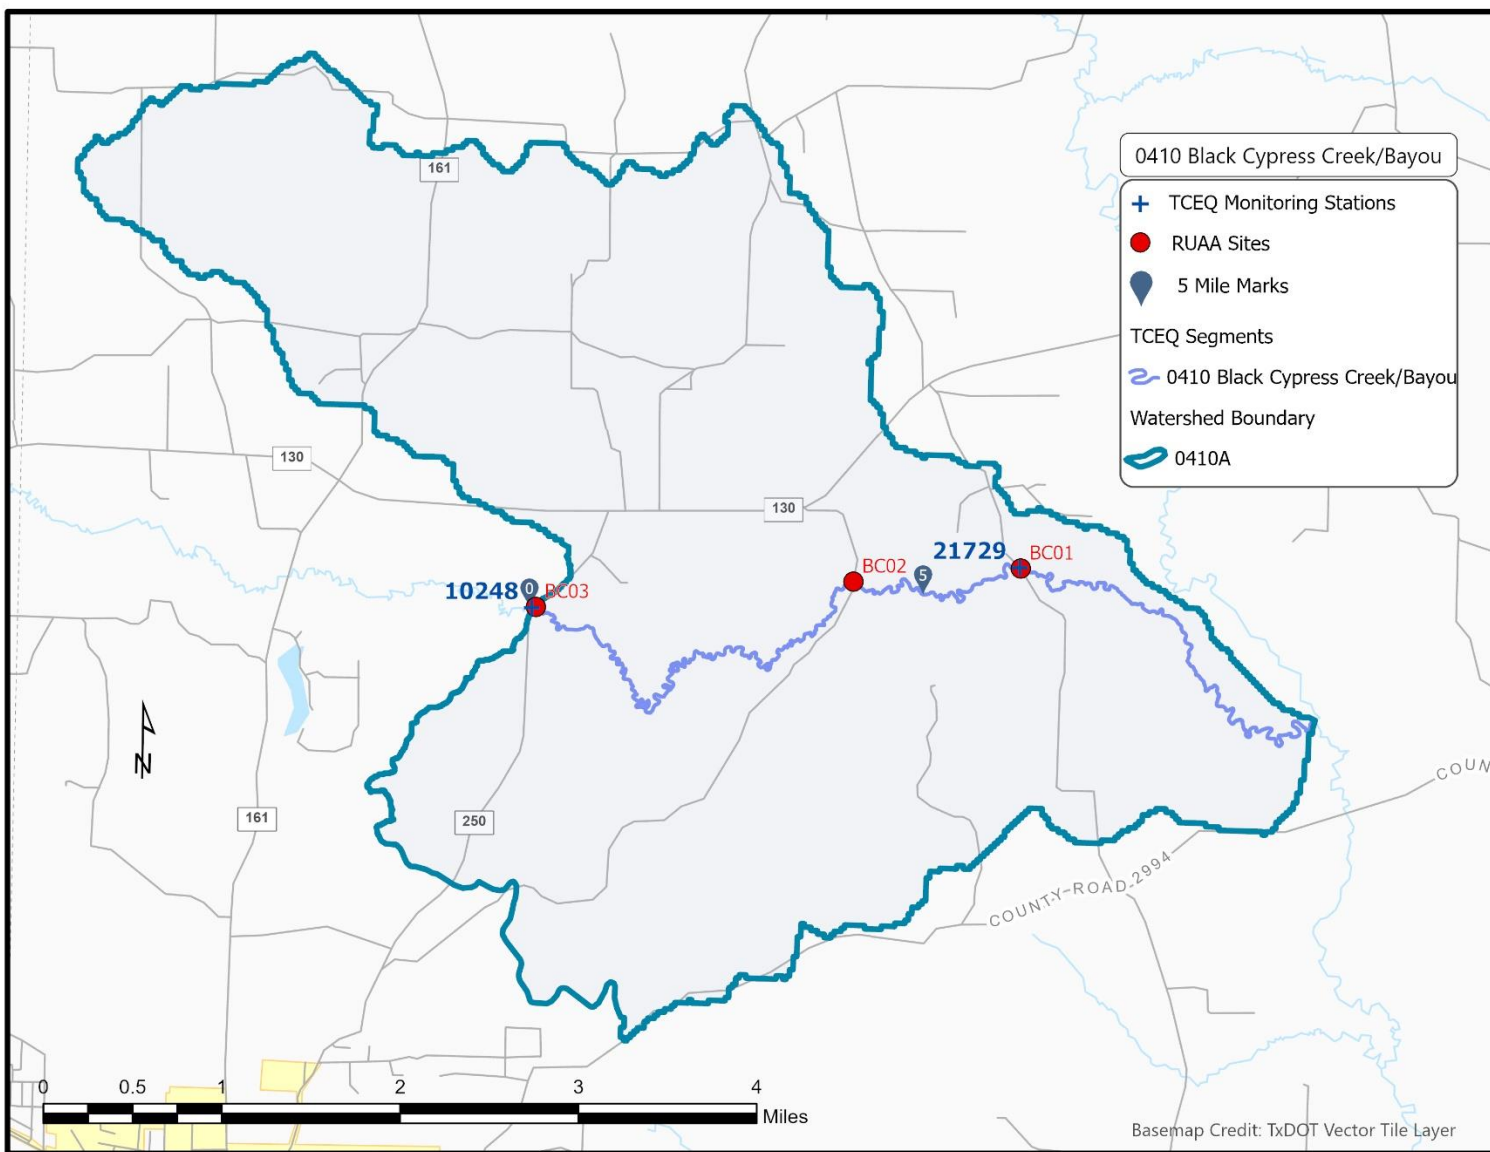 161
0410 Black Cypress Creek/Bayou
TCEQ Monitoring Stations
RUAA Sites
5 Mile Marks
TCEQ Segments
0410 Black Cypress Creek/Bayou
Watershed Boundary
0410A
130
130
21729
BC01
BC02
5
10248
0
BC03
N
COUN
161
250
COUNTY-ROAD-2994
0 0.5 1 2 3 4
Miles
Basemap Credit: TxDOT Vector Tile Layer